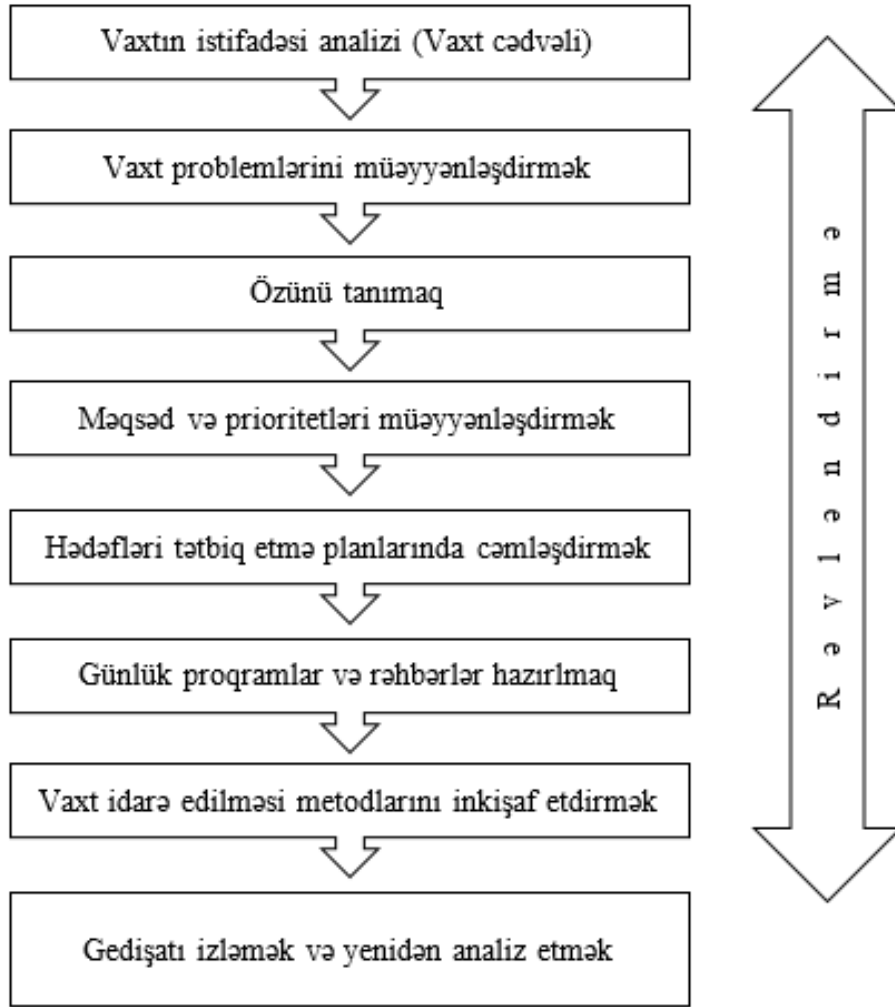 Vaxtın istifadəsi analizi (Vaxt cədvəli)
Vaxt problemlərini müəyyənləşdirmək
Özünü tanımaq
Məqsəd və prioritetləri müəyyənləşdirmək
Hədəfləri tətbiq etmə planlarında cəmləşdirmək
Günlük proqramlar və rəhbərlər hazırlmaq
Vaxt idarə edilməsi metodlarını inkişaf etdirmək
Gedişatı izləmək və yenidən analiz etmək
R e v l e n d i r m e